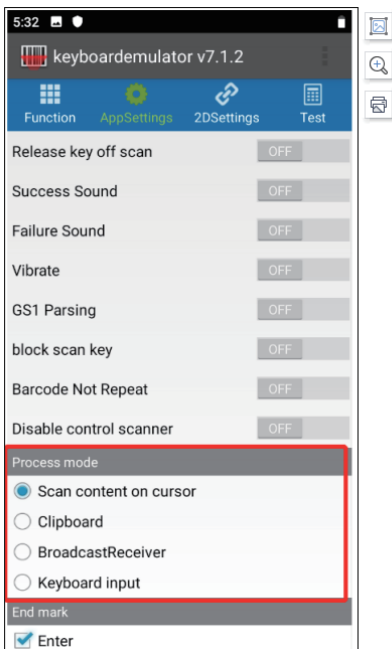 5:32
keyboardemulator v7.1.2
Function AppSettings 2DSettings Test
Release key off scan OFF
Success Sound OFF
Failure Sound OFF
Vibrate OFF
GS1 Parsing OFF
block scan key OFF
Barcode Not Repeat OFF
Disable control scanner OFF
Process mode
Scan content on cursor
Clipboard
BroadcastReceiver
Keyboard input
End mark
Enter